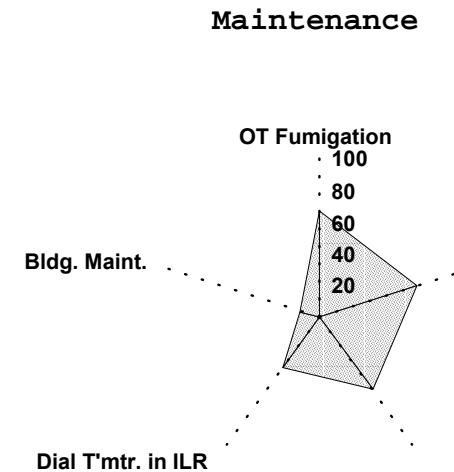 Maintenance
OT Fumigation
100
80
60
40
20
Bldg. Maint.
Dial T'mtr. in ILR